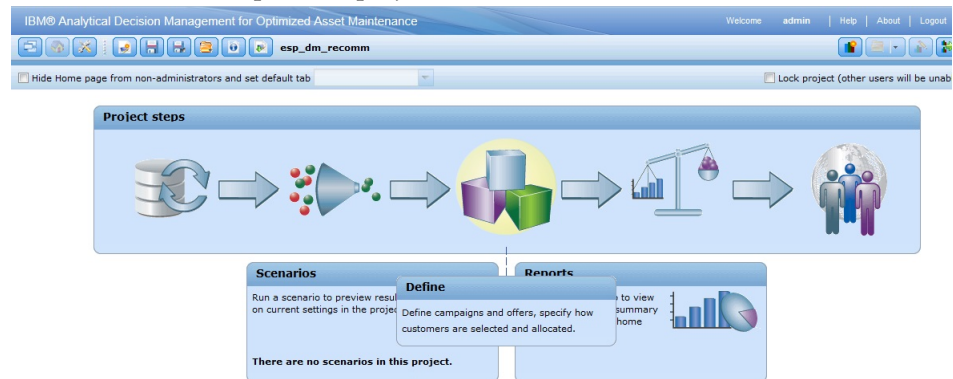 IBM® Analytical Decision Management for Optimized Asset Maintenance
Welcome admin | Help | About | Logout
esp_dm_recomm
Hide Home page from non-administrators and set default tab
Lock project (other users will be unab
Project steps
Scenarios
Run a scenario to preview resul
on current settings in the projec
There are no scenarios in this project.
Define
Define campaigns and offers, specify how
customers are selected and allocated.
Reports
to view
summary
home